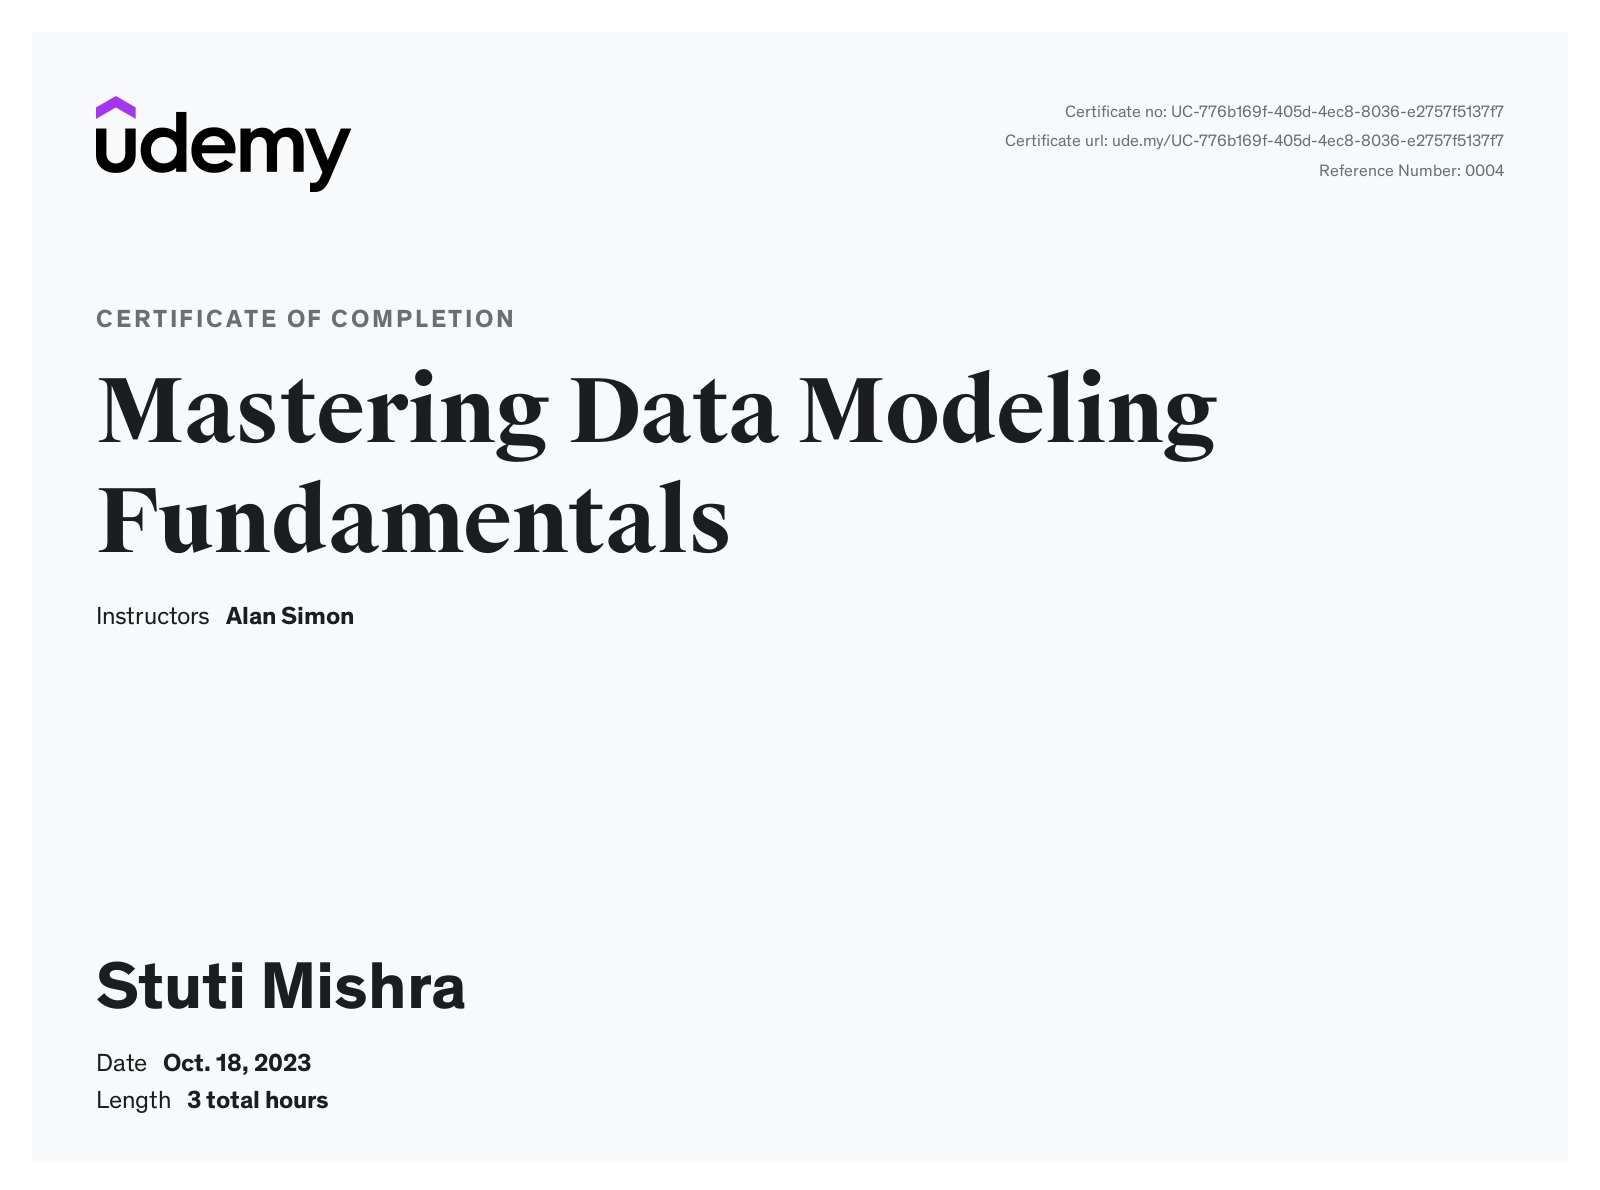 udemy
Certificate no: UC-776b169f-405d-4ec8-8036-e2757f5137f7
Certificate url: ude.my/UC-776b169f-405d-4ec8-8036-e2757f5137f7
Reference Number: 0004
CERTIFICATE OF COMPLETION
Mastering Data Modeling
Fundamentals
Instructors Alan Simon
Stuti Mishra
Date Oct. 18, 2023
Length 3 total hours